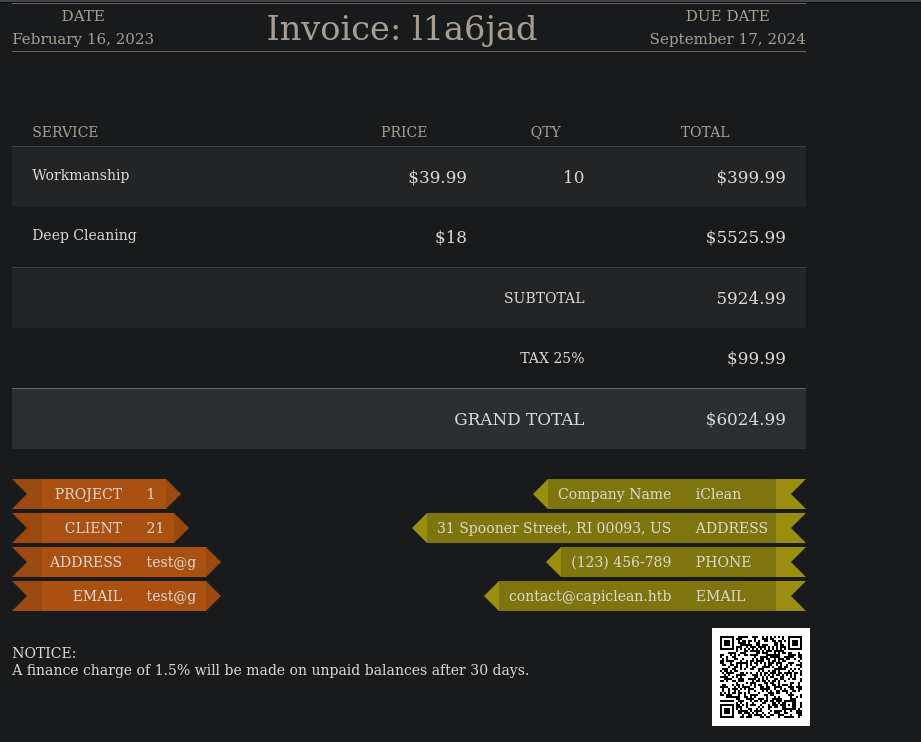 DATE
February 16, 2023
Invoice: l1a6jad
DUE DATE
September 17, 2024
SERVICE PRICE QTY TOTAL
Workmanship $39.99 10 $399.99
Deep Cleaning $18 $5525.99
SUBTOTAL 5924.99
TAX 25% $99.99
GRAND TOTAL $6024.99
PROJECT 1
CLIENT 21
ADDRESS test@g
EMAIL test@g
Company Name iClean
31 Spooner Street, RI 00093, US ADDRESS
(123) 456-789 PHONE
contact@capiclean.htb EMAIL
NOTICE:
A finance charge of 1.5% will be made on unpaid balances after 30 days.